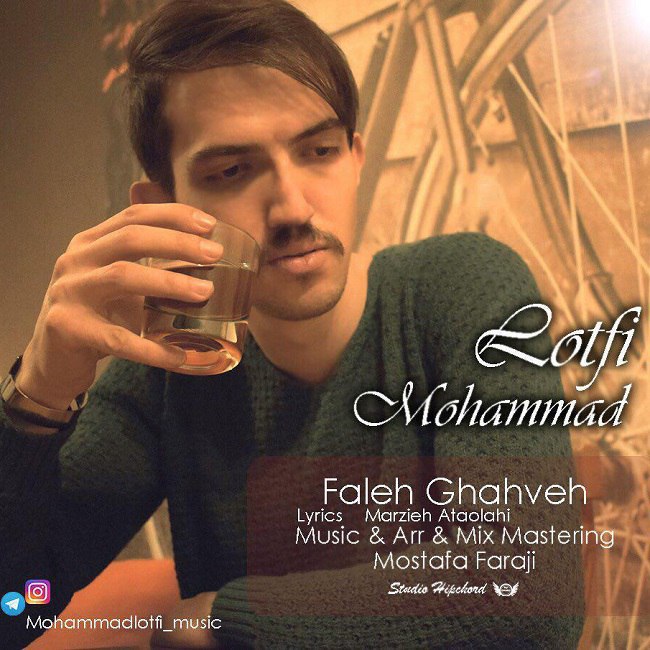 Lotfi
Mohammad
Faleh Ghahveh
Lyrics Marzieh Ataolahi
Music & Arr & Mix Mastering
Mostafa Faraji
Studio Hipchord
Mohammadlotfi_music